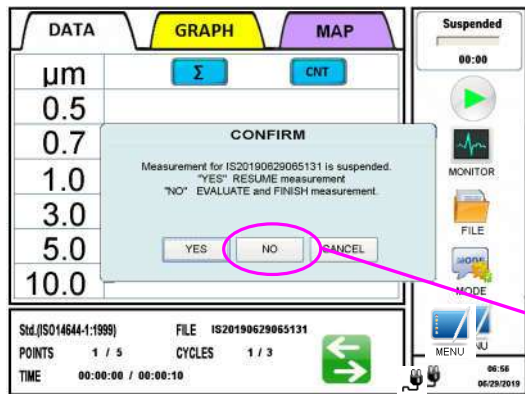 DATA GRAPH MAP
Suspended
00:00
µm Σ CNT
0.5
0.7
1.0
3.0
5.0
10.0
CONFIRM
Measurement for IS20190629065131 is suspended.
"YES" RESUME measurement
"NO" EVALUATE and FINISH measurement.
YES NO CANCEL
MONITOR
FILE
MODE
MODE
MENU
Std.(ISO14644-1:1999) FILE IS20190629065131
POINTS 1 / 5 CYCLES 1 / 3
TIME 00:00:00 / 00:00:10
06:56
06/29/2019